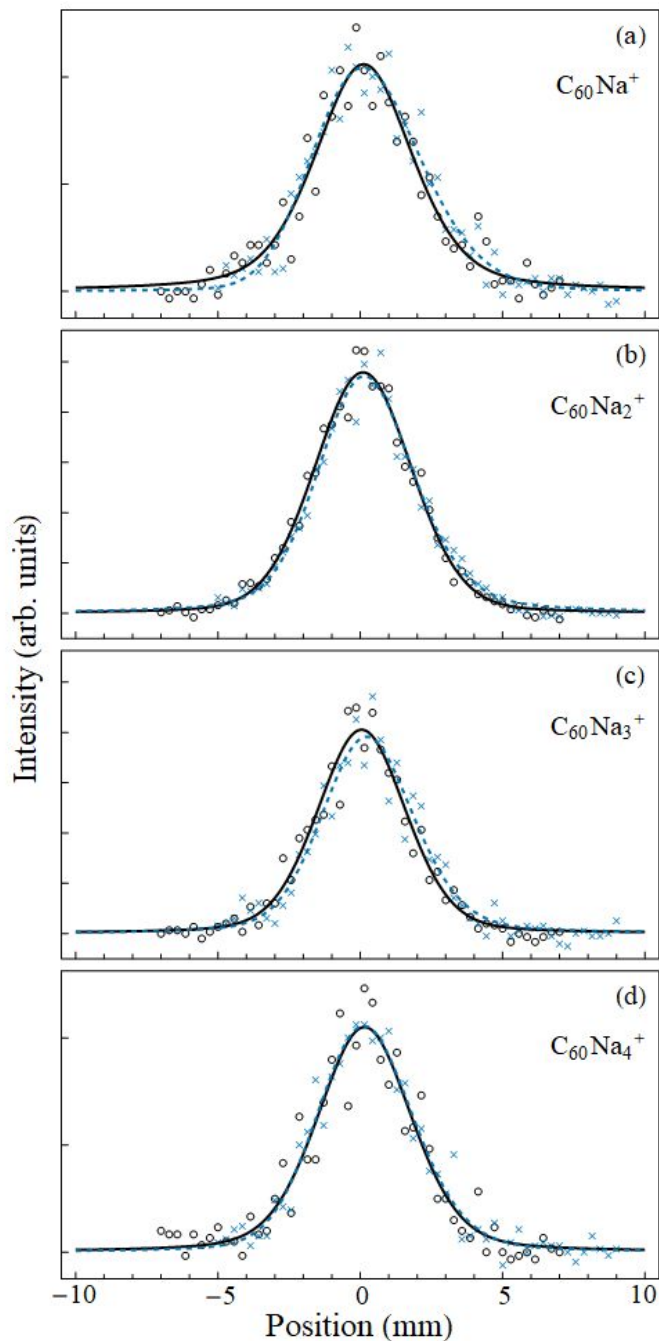 (a)
C₆₀Na⁺
(b)
C₆₀Na₂⁺
(c)
C₆₀Na₃⁺
(d)
C₆₀Na₄⁺
Intensity (arb. units)
−10 −5 0 5 10
Position (mm)